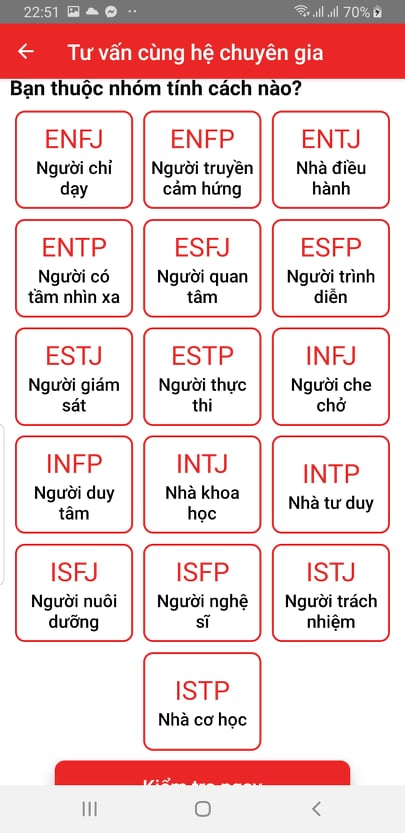 22:51
70%
Tư vấn cùng hệ chuyên gia
Bạn thuộc nhóm tính cách nào?
ENFJ
Người chỉ
dạy
ENFP
Người truyền
cảm hứng
ENTJ
Nhà điều
hành
ENTP
Người có
tầm nhìn xa
ESFJ
Người quan
tâm
ESFP
Người trình
diễn
ESTJ
Người giám
sát
ESTP
Người thực
thi
INFJ
Người che
chở
INFP
Người duy
tâm
INTJ
Nhà khoa
học
INTP
Nhà tư duy
ISFJ
Người nuôi
dưỡng
ISFP
Người nghệ
sĩ
ISTJ
Người trách
nhiệm
ISTP
Nhà cơ học
Kiểm tra ngay